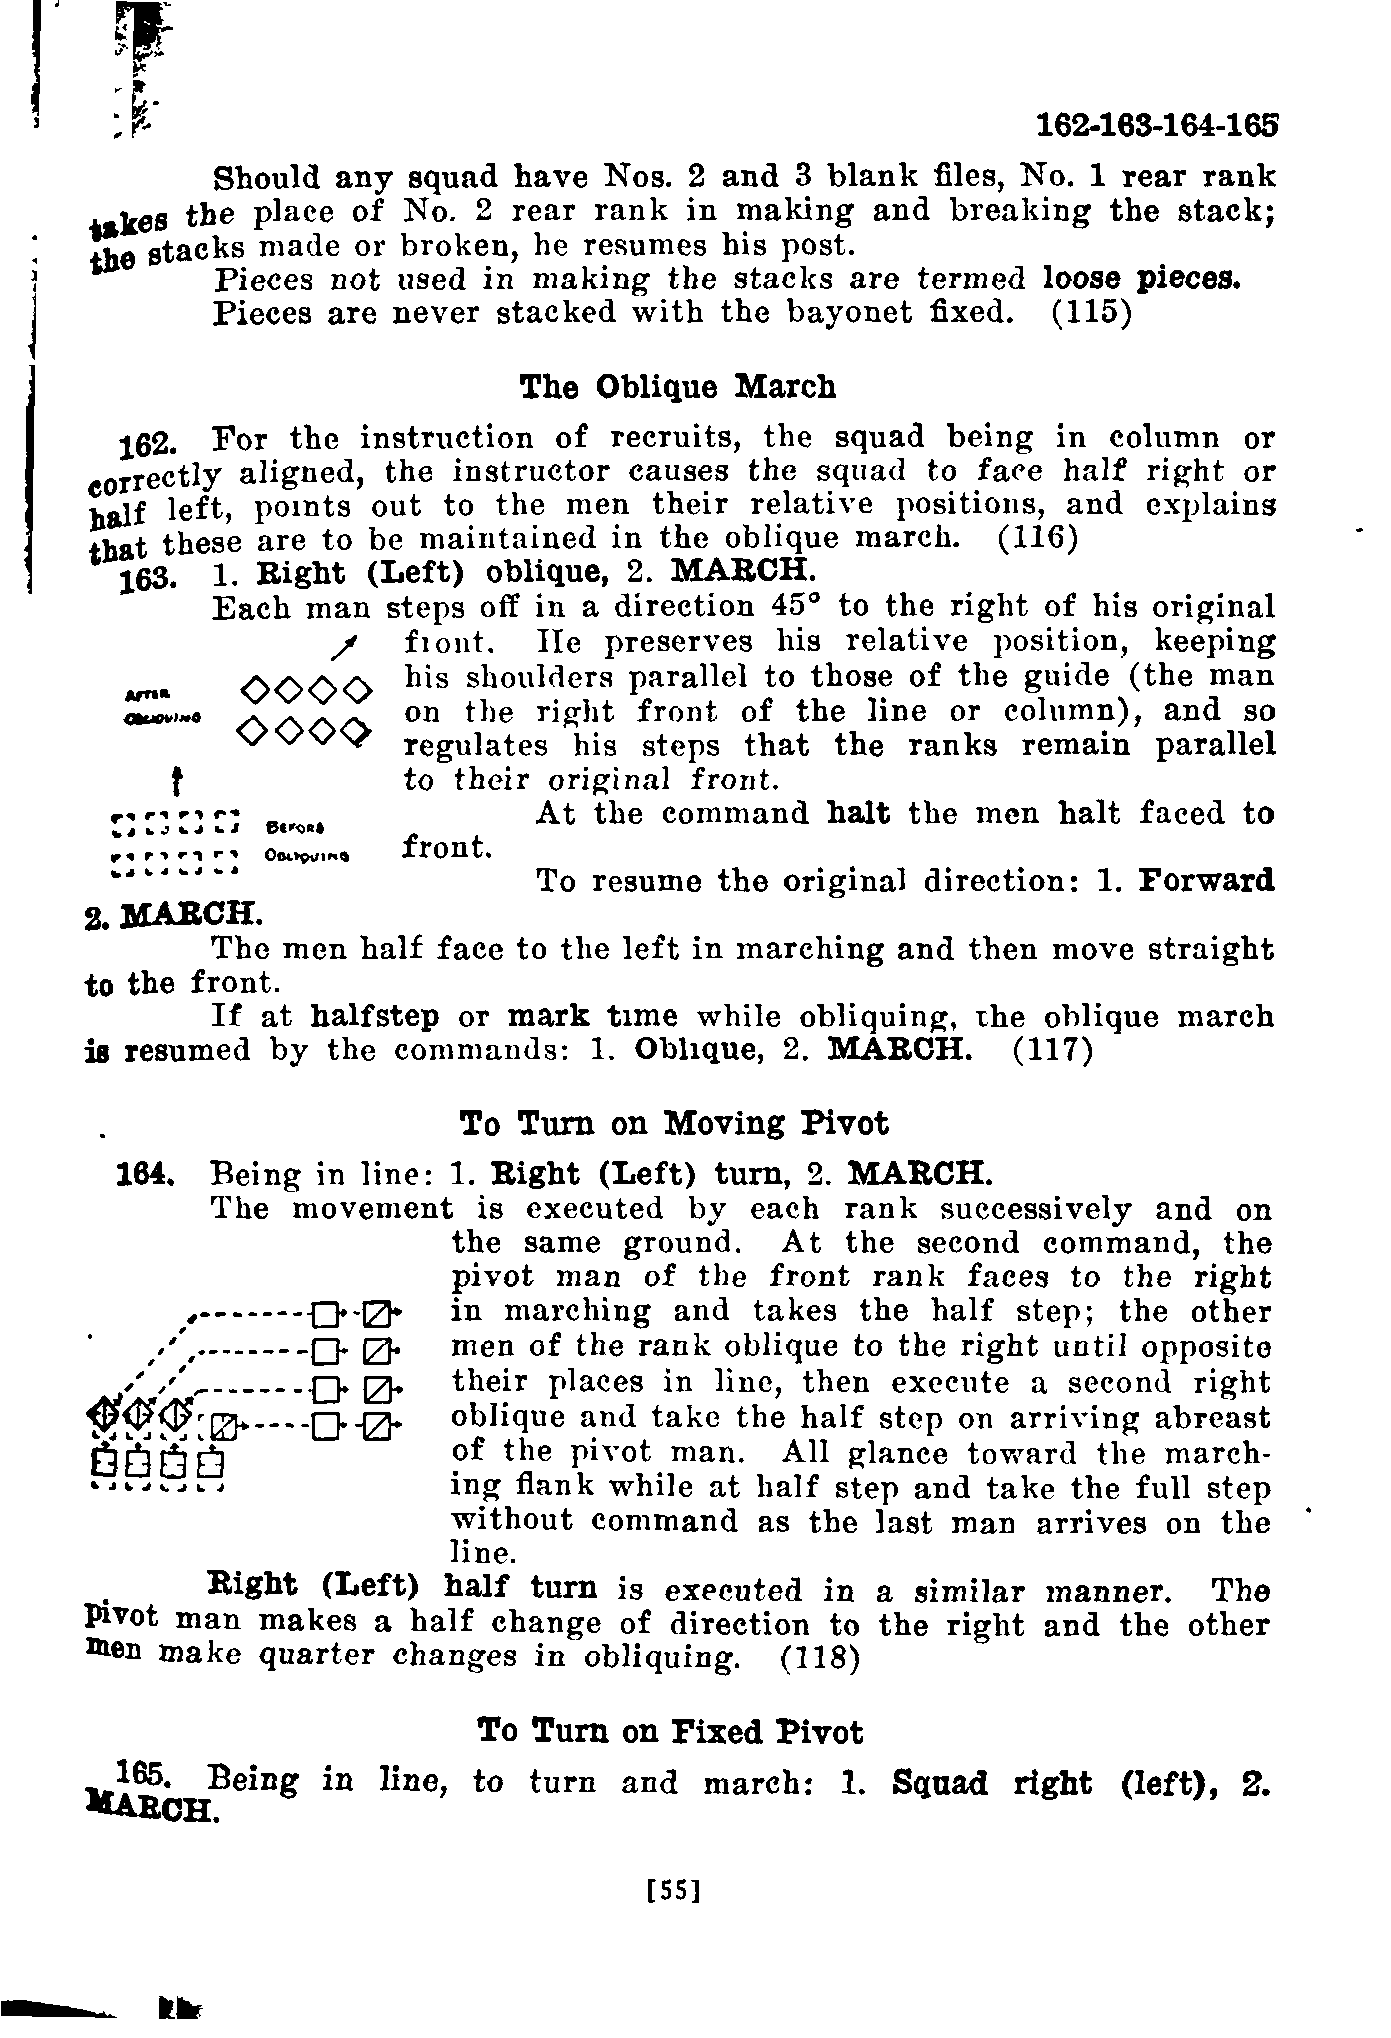 162-163-164-165
Should any squad have Nos. 2 and 3 blank files, No. 1 rear rank
takes the place of No. 2 rear rank in making and breaking the stack;
the stacks made or broken, he resumes his post.
Pieces not used in making the stacks are termed loose pieces.
Pieces are never stacked with the bayonet fixed. (115)
The Oblique March
162. For the instruction of recruits, the squad being in column or
correctly aligned, the instructor causes the squad to face half right or
half left, points out to the men their relative positions, and explains
that these are to be maintained in the oblique march. (116)
163. 1. Right (Left) oblique, 2. MARCH.
Each man steps off in a direction 45° to the right of his original
front. He preserves his relative position, keeping
his shoulders parallel to those of the guide (the man
on the right front of the line or column), and so
regulates his steps that the ranks remain parallel
to their original front.
AFTER
OBLIQUING
BEFORE
OBLIQUING
At the command halt the men halt faced to
front.
To resume the original direction: 1. Forward
2. MARCH.
The men half face to the left in marching and then move straight
to the front.
If at halfstep or mark time while obliquing, the oblique march
is resumed by the commands: 1. Oblique, 2. MARCH. (117)
To Turn on Moving Pivot
164. Being in line: 1. Right (Left) turn, 2. MARCH.
The movement is executed by each rank successively and on
the same ground. At the second command, the
pivot man of the front rank faces to the right
in marching and takes the half step; the other
men of the rank oblique to the right until opposite
their places in line, then execute a second right
oblique and take the half step on arriving abreast
of the pivot man. All glance toward the march-
ing flank while at half step and take the full step
without command as the last man arrives on the
line.
Right (Left) half turn is executed in a similar manner. The
pivot man makes a half change of direction to the right and the other
men make quarter changes in obliquing. (118)
To Turn on Fixed Pivot
165. Being in line, to turn and march: 1. Squad right (left), 2.
MARCH.
[55]